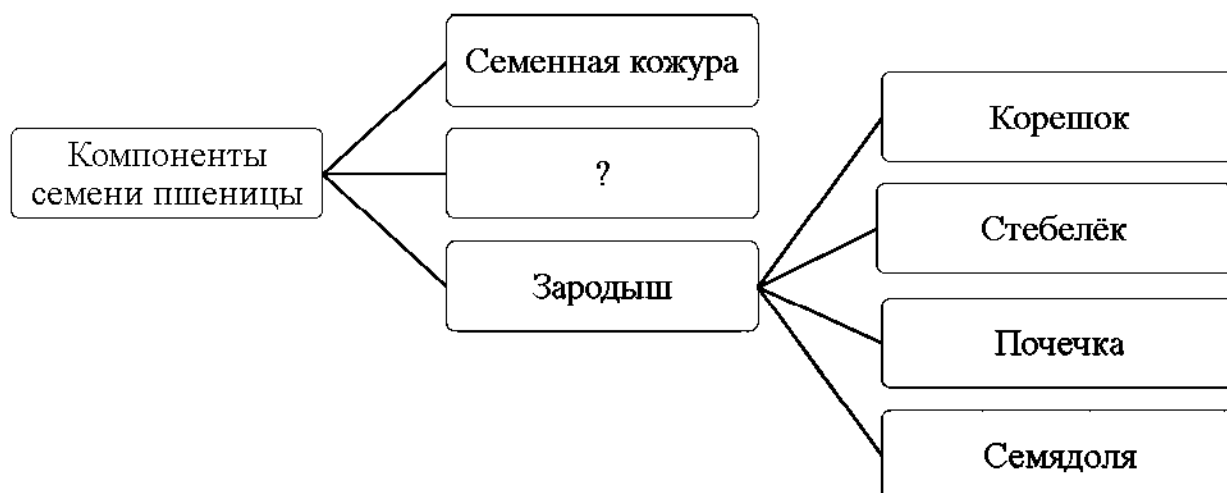 Компоненты
семени пшеницы
Семенная кожура
?
Зародыш
Корешок
Стебелёк
Почечка
Семядоля